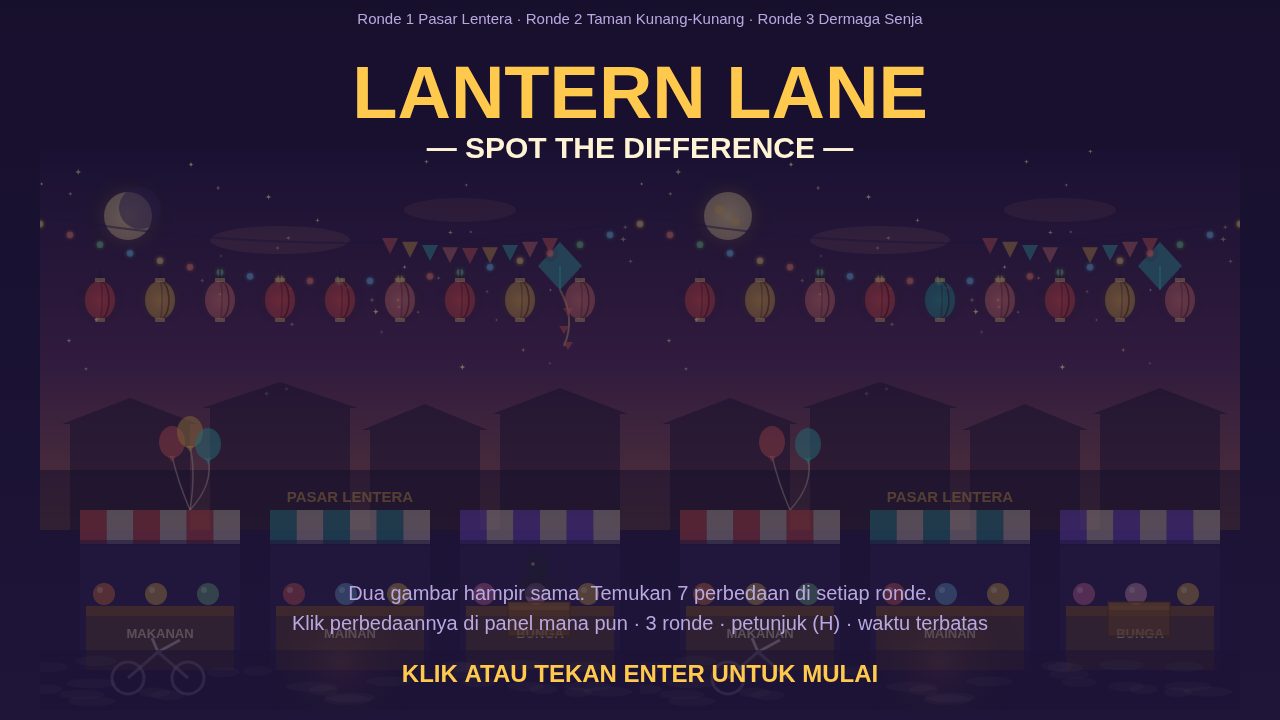 Ronde 1 Pasar Lentera · Ronde 2 Taman Kunang-Kunang · Ronde 3 Dermaga Senja
LANTERN LANE
— SPOT THE DIFFERENCE —
PASAR LENTERA
PASAR LENTERA
Dua gambar hampir sama. Temukan 7 perbedaan di setiap ronde.
Klik perbedaannya di panel mana pun · 3 ronde · petunjuk (H) · waktu terbatas
MAKANAN
MAINAN
BUNGA
MAKANAN
MAINAN
BUNGA
KLIK ATAU TEKAN ENTER UNTUK MULAI